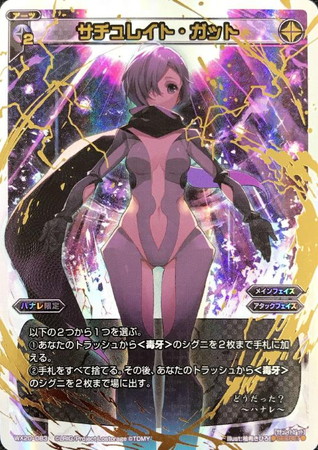 アーツ
サチュレイト・ガット
2
メインフェイズ
アタックフェイズ
ハナレ限定
以下の2つから1つを選ぶ。
①あなたのトラッシュから<毒牙>のシグニを2枚まで手札に加える。
②手札をすべて捨てる。その後、あなたのトラッシュから<毒牙>のシグニを2枚まで場に出す。
どうだった?
～ハナレ～
©TOMY